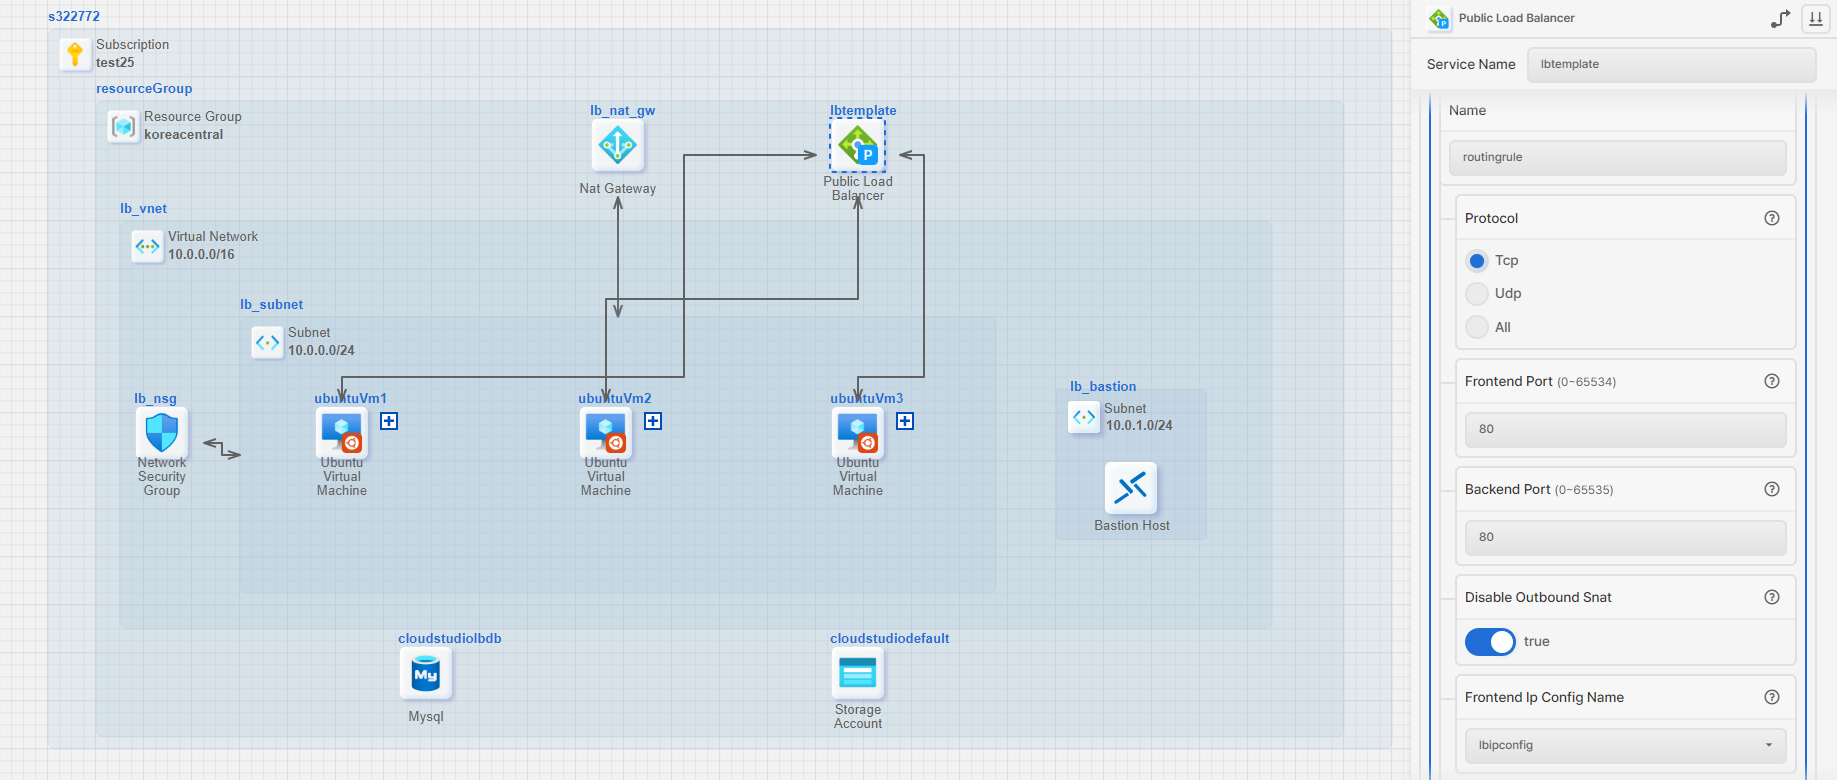 s322772
Subscription
test25
resourceGroup
Resource Group
koreacentral
lb_nat_gw
Nat Gateway
lbtemplate
P
Public Load
Balancer
lb_vnet
Virtual Network
10.0.0.0/16
lb_subnet
Subnet
10.0.0.0/24
lb_nsg
Network
Security
Group
ubuntuVm1
Ubuntu
Virtual
Machine
ubuntuVm2
Ubuntu
Virtual
Machine
ubuntuVm3
Ubuntu
Virtual
Machine
lb_bastion
Subnet
10.0.1.0/24
Bastion Host
cloudstudiolbdb
My
Mysql
cloudstudiodefault
Storage
Account
P
Public Load Balancer
Service Name
lbtemplate
Name
routingrule
Protocol
?
Tcp
Udp
All
Frontend Port (0~65534)
?
80
Backend Port (0~65535)
?
80
Disable Outbound Snat
?
true
Frontend Ip Config Name
?
lbipconfig